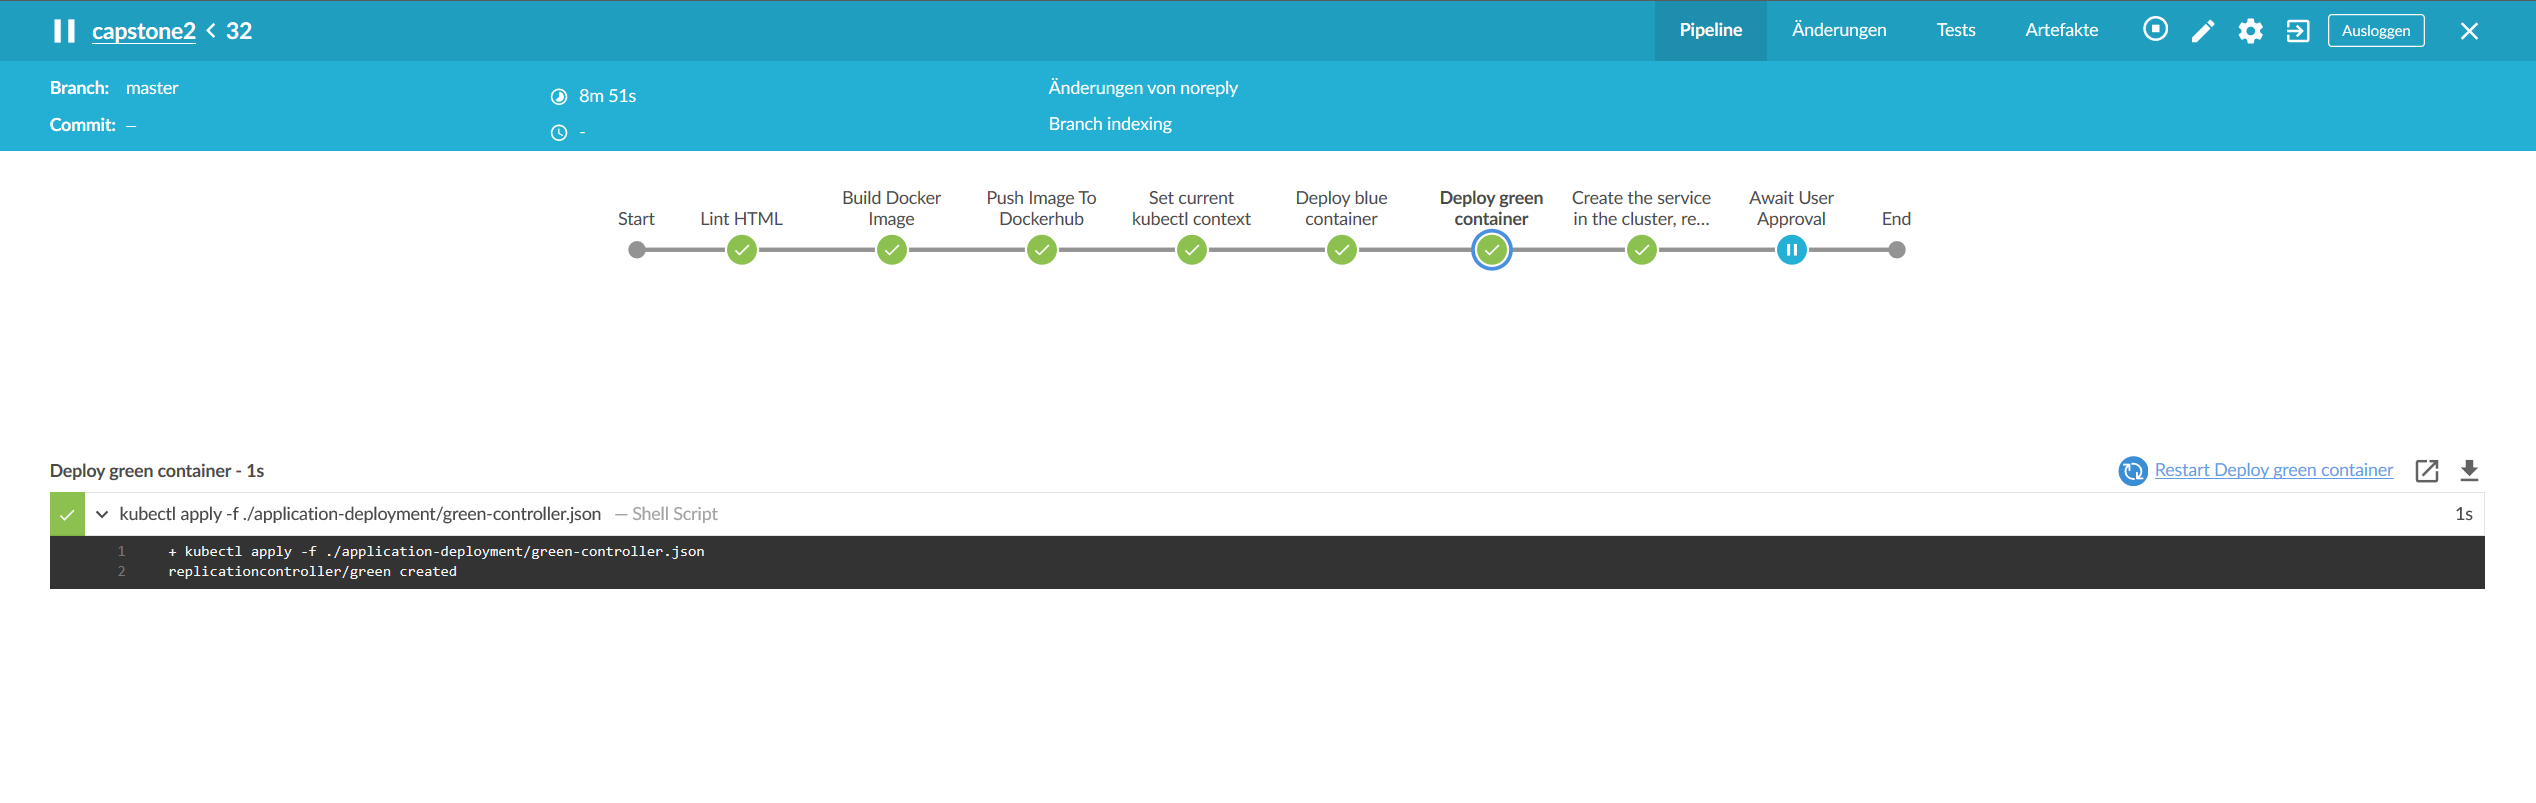 capstone2 < 32
Pipeline
Änderungen
Tests
Artefakte
Ausloggen
Branch: master
8m 51s
Änderungen von noreply
Commit: –
-
Branch indexing
Start
Lint HTML
Build Docker
Image
Push Image To
Dockerhub
Set current
kubectl context
Deploy blue
container
Deploy green
container
Create the service
in the cluster, re...
Await User
Approval
End
Deploy green container - 1s
Restart Deploy green container
kubectl apply -f ./application-deployment/green-controller.json — Shell Script
1s
1 + kubectl apply -f ./application-deployment/green-controller.json
2 replicationcontroller/green created